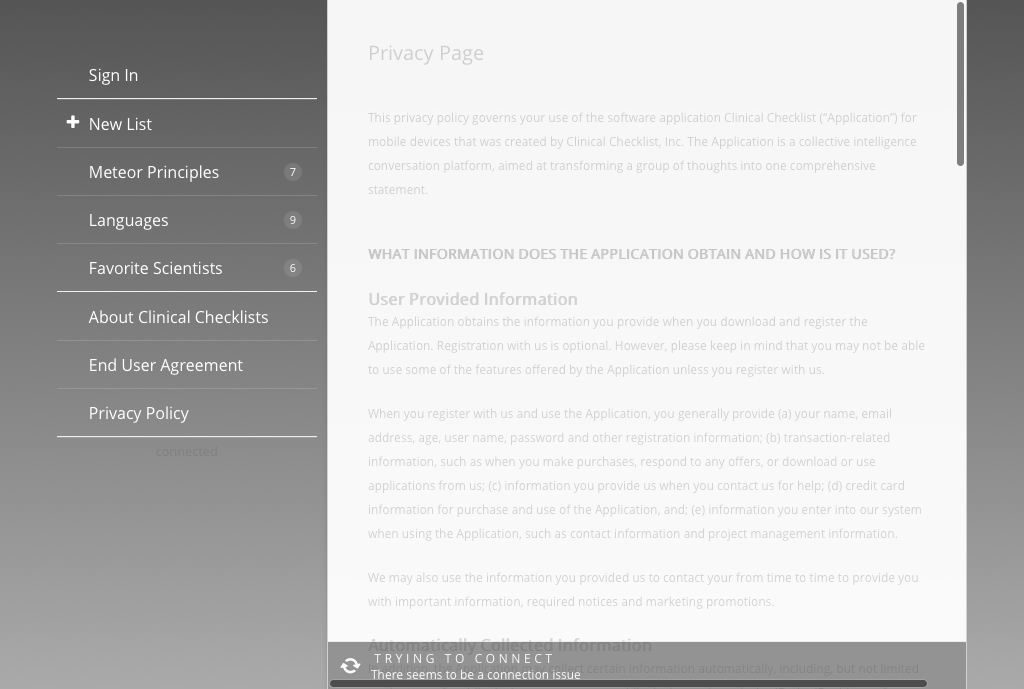 Sign In
New List
Meteor Principles 7
Languages 9
Favorite Scientists 6
About Clinical Checklists
End User Agreement
Privacy Policy
connected
Privacy Page
This privacy policy governs your use of the software application Clinical Checklist (“Application”) for
mobile devices that was created by Clinical Checklist, Inc. The Application is a collective intelligence
conversation platform, aimed at transforming a group of thoughts into one comprehensive
statement.
WHAT INFORMATION DOES THE APPLICATION OBTAIN AND HOW IS IT USED?
User Provided Information
The Application obtains the information you provide when you download and register the
Application. Registration with us is optional. However, please keep in mind that you may not be able
to use some of the features offered by the Application unless you register with us.
When you register with us and use the Application, you generally provide (a) your name, email
address, age, user name, password and other registration information; (b) transaction-related
information, such as when you make purchases, respond to any offers, or download or use
applications from us; (c) information you provide us when you contact us for help; (d) credit card
information for purchase and use of the Application, and; (e) information you enter into our system
when using the Application, such as contact information and project management information.
We may also use the information you provided us to contact your from time to time to provide you
with important information, required notices and marketing promotions.
Automatically Collected Information
TRYING TO CONNECT
In addition, the Application may collect certain information automatically, including, but not limited
There seems to be a connection issue